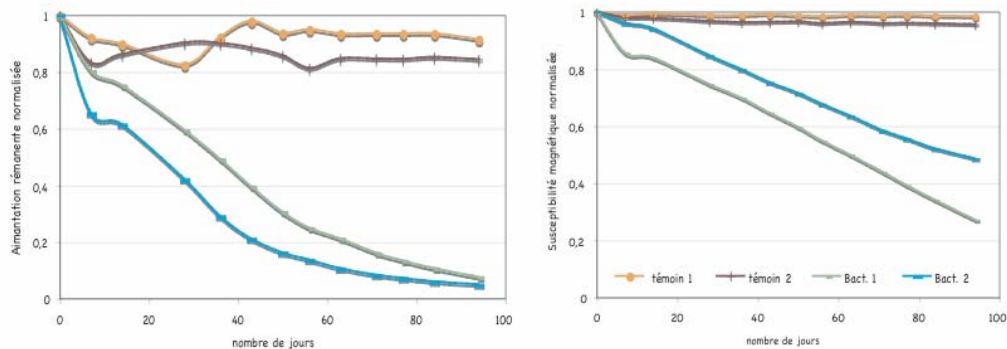 Aimantation rémanente normalisée
1
0,8
0,6
0,4
0,2
0
0 20 40 60 80 100
nombre de jours
Susceptibilité magnétique normalisée
1
0,8
0,6
0,4
0,2
0
témoin 1 témoin 2 Bact. 1 Bact. 2
0 20 40 60 80 100
nombre de jours